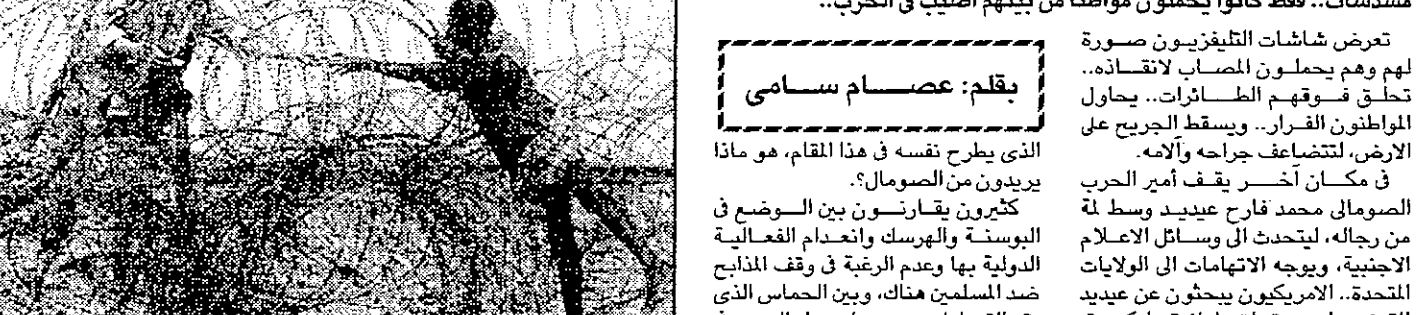 مسدسات.. فقط كانوا يحملون مواطنا من بينهم اصيب فى الحرب..
تعرض شاشات التليفزيون صورة
لهم وهم يحملون المصاب لانقاذه..
تحلق فوقهم الطائرات.. يحاول
المواطنون الفرار.. ويسقط الجريح على
الارض، لتتضاعف جراحه وآلامه.
فى مكان آخر يقف أمير الحرب
الصومالى محمد فارح عيديد وسط لمة
من رجاله، ليتحدث الى وسائل الاعلام
الاجنبية، ويوجه الاتهامات الى الولايات
المتحدة.. الامريكيون يبحثون عن عيديد
بقلم: عصام سامى
الذى يطرح نفسه فى هذا المقام، هو ماذا
يريدون من الصومال؟.
كثيرون يقارنون بين الوضع فى
البوسنة والهرسك وانعدام الفعالية
الدولية بها وعدم الرغبة فى وقف المذابح
ضد المسلمين هناك، وبين الحماس الذى